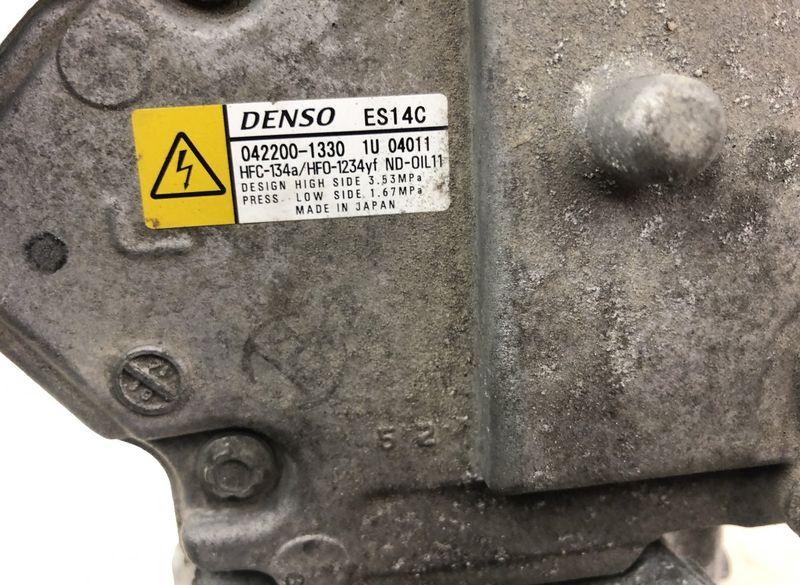 DENSO ES14C
042200-1330 1U 04011
HFC-134a/HFO-1234yf ND-OIL11
DESIGN HIGH SIDE 3.53MPa
PRESS. LOW SIDE 1.67MPa
MADE IN JAPAN
52